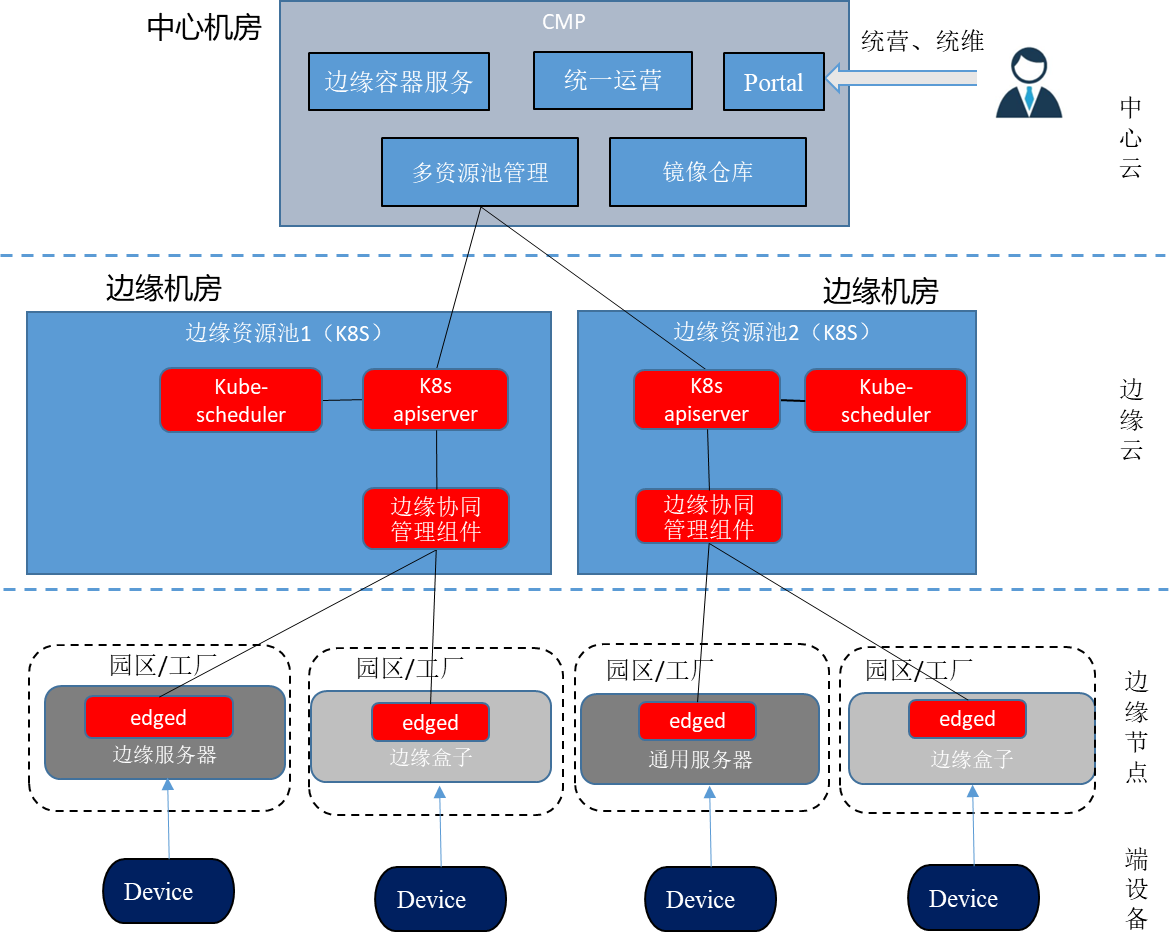 中心机房
CMP
统营、统维
边缘容器服务
统一运营
Portal
多资源池管理
镜像仓库
中
心
云
边缘机房
边缘机房
边缘资源池1（K8S）
边缘资源池2（K8S）
Kube-
scheduler
K8s
apiserver
K8s
apiserver
Kube-
scheduler
边缘协同
管理组件
边缘协同
管理组件
边
缘
云
园区/工厂
园区/工厂
园区/工厂
园区/工厂
edged
边缘服务器
edged
边缘盒子
edged
通用服务器
edged
边缘盒子
边
缘
节
点
Device
Device
Device
Device
端
设
备